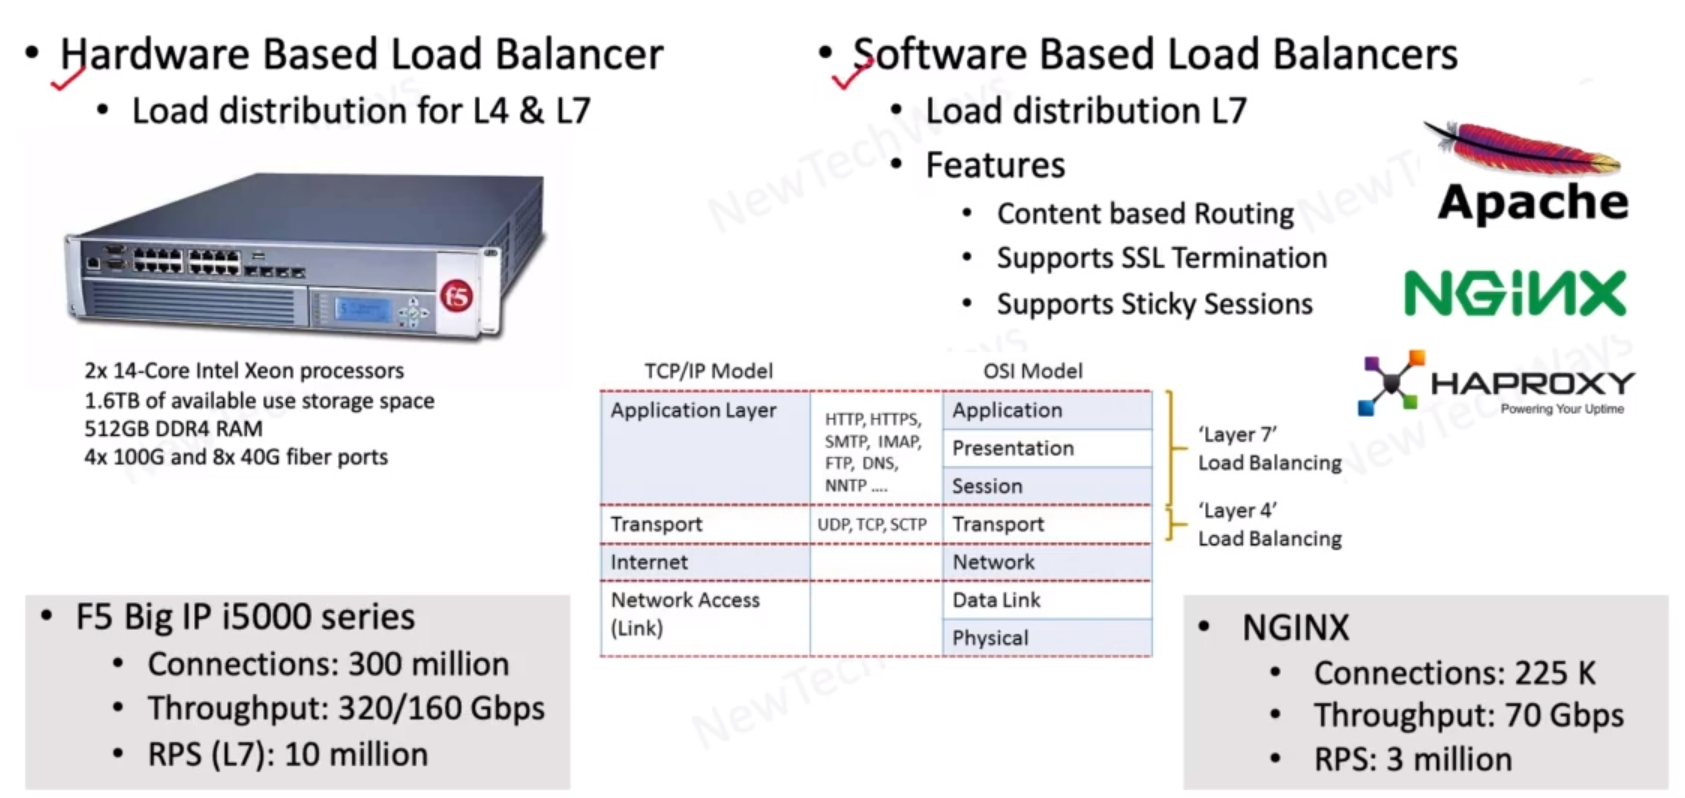 Hardware Based Load Balancer
Load distribution for L4 & L7
f5
2x 14-Core Intel Xeon processors
1.6TB of available use storage space
512GB DDR4 RAM
4x 100G and 8x 40G fiber ports
F5 Big IP i5000 series
Connections: 300 million
Throughput: 320/160 Gbps
RPS (L7): 10 million
Software Based Load Balancers
Load distribution L7
Features
Content based Routing
Supports SSL Termination
Supports Sticky Sessions
Apache
NGINX
HAPROXY
Powering Your Uptime
TCP/IP Model
OSI Model
Application Layer
HTTP, HTTPS,
SMTP, IMAP,
FTP, DNS,
NNTP ....
Application
Presentation
Session
Transport
UDP, TCP, SCTP
Transport
Internet
Network
Network Access
(Link)
Data Link
Physical
‘Layer 7’
Load Balancing
‘Layer 4’
Load Balancing
NGINX
Connections: 225 K
Throughput: 70 Gbps
RPS: 3 million
NewTechWays